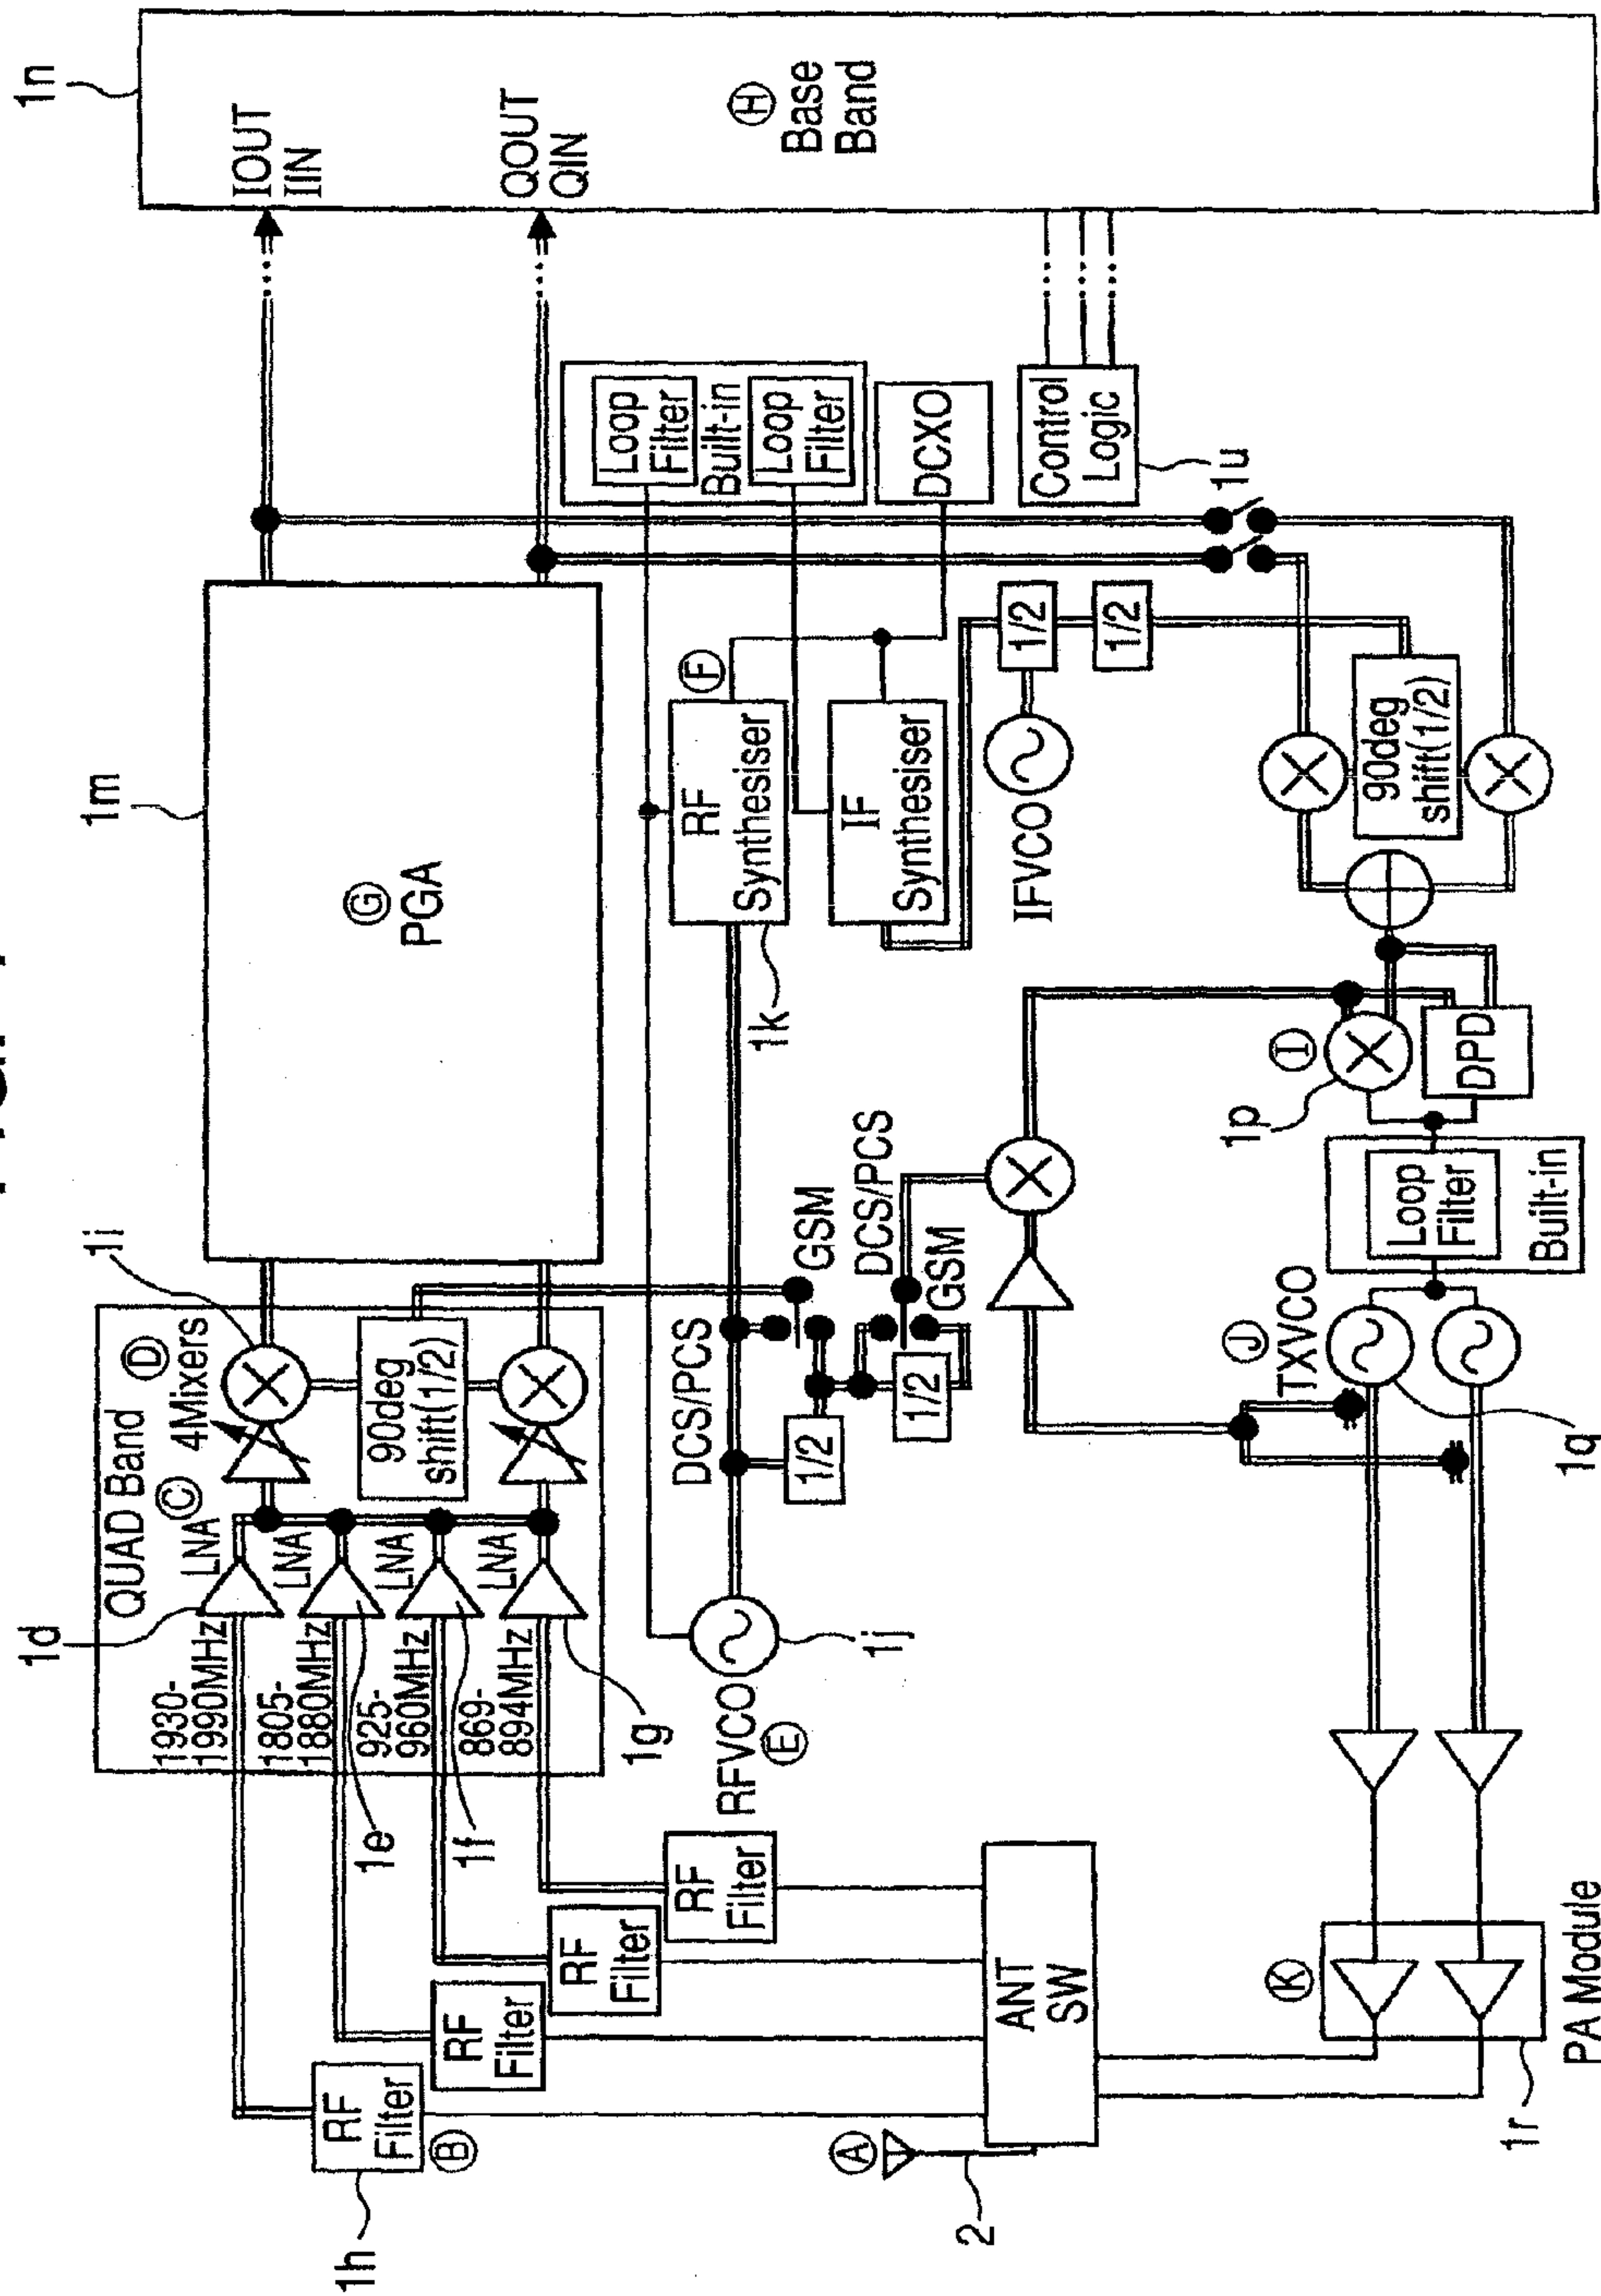 1n
IOUT
IIN
QOUT
QIN
Ⓗ
Base
Band
1m
Ⓖ
PGA
Loop
Filter
Built-in
Loop
Filter
DCXO
Control
Logic
1u
Ⓕ
RF
Synthesiser
1k
IF
Synthesiser
1/2
1/2
IFVCO
90deg
shift(1/2)
QUAD Band
1d
1i
Ⓓ
4Mixers
Ⓒ
LNA
LNA
LNA
LNA
1930-
1990MHz
1805-
1880MHz
925-
960MHz
869-
894MHz
90deg
shift(1/2)
1e
1f
1g
DCS/PCS
GSM
1/2
DCS/PCS
GSM
1/2
RFVCO
Ⓔ
1j
Ⓘ
1p
DPD
Loop
Filter
Built-in
Ⓙ
TXVCO
1q
RF
Filter
RF
Filter
RF
Filter
RF
Filter
1h
Ⓑ
Ⓐ
2
ANT
SW
Ⓚ
1r
PA Module